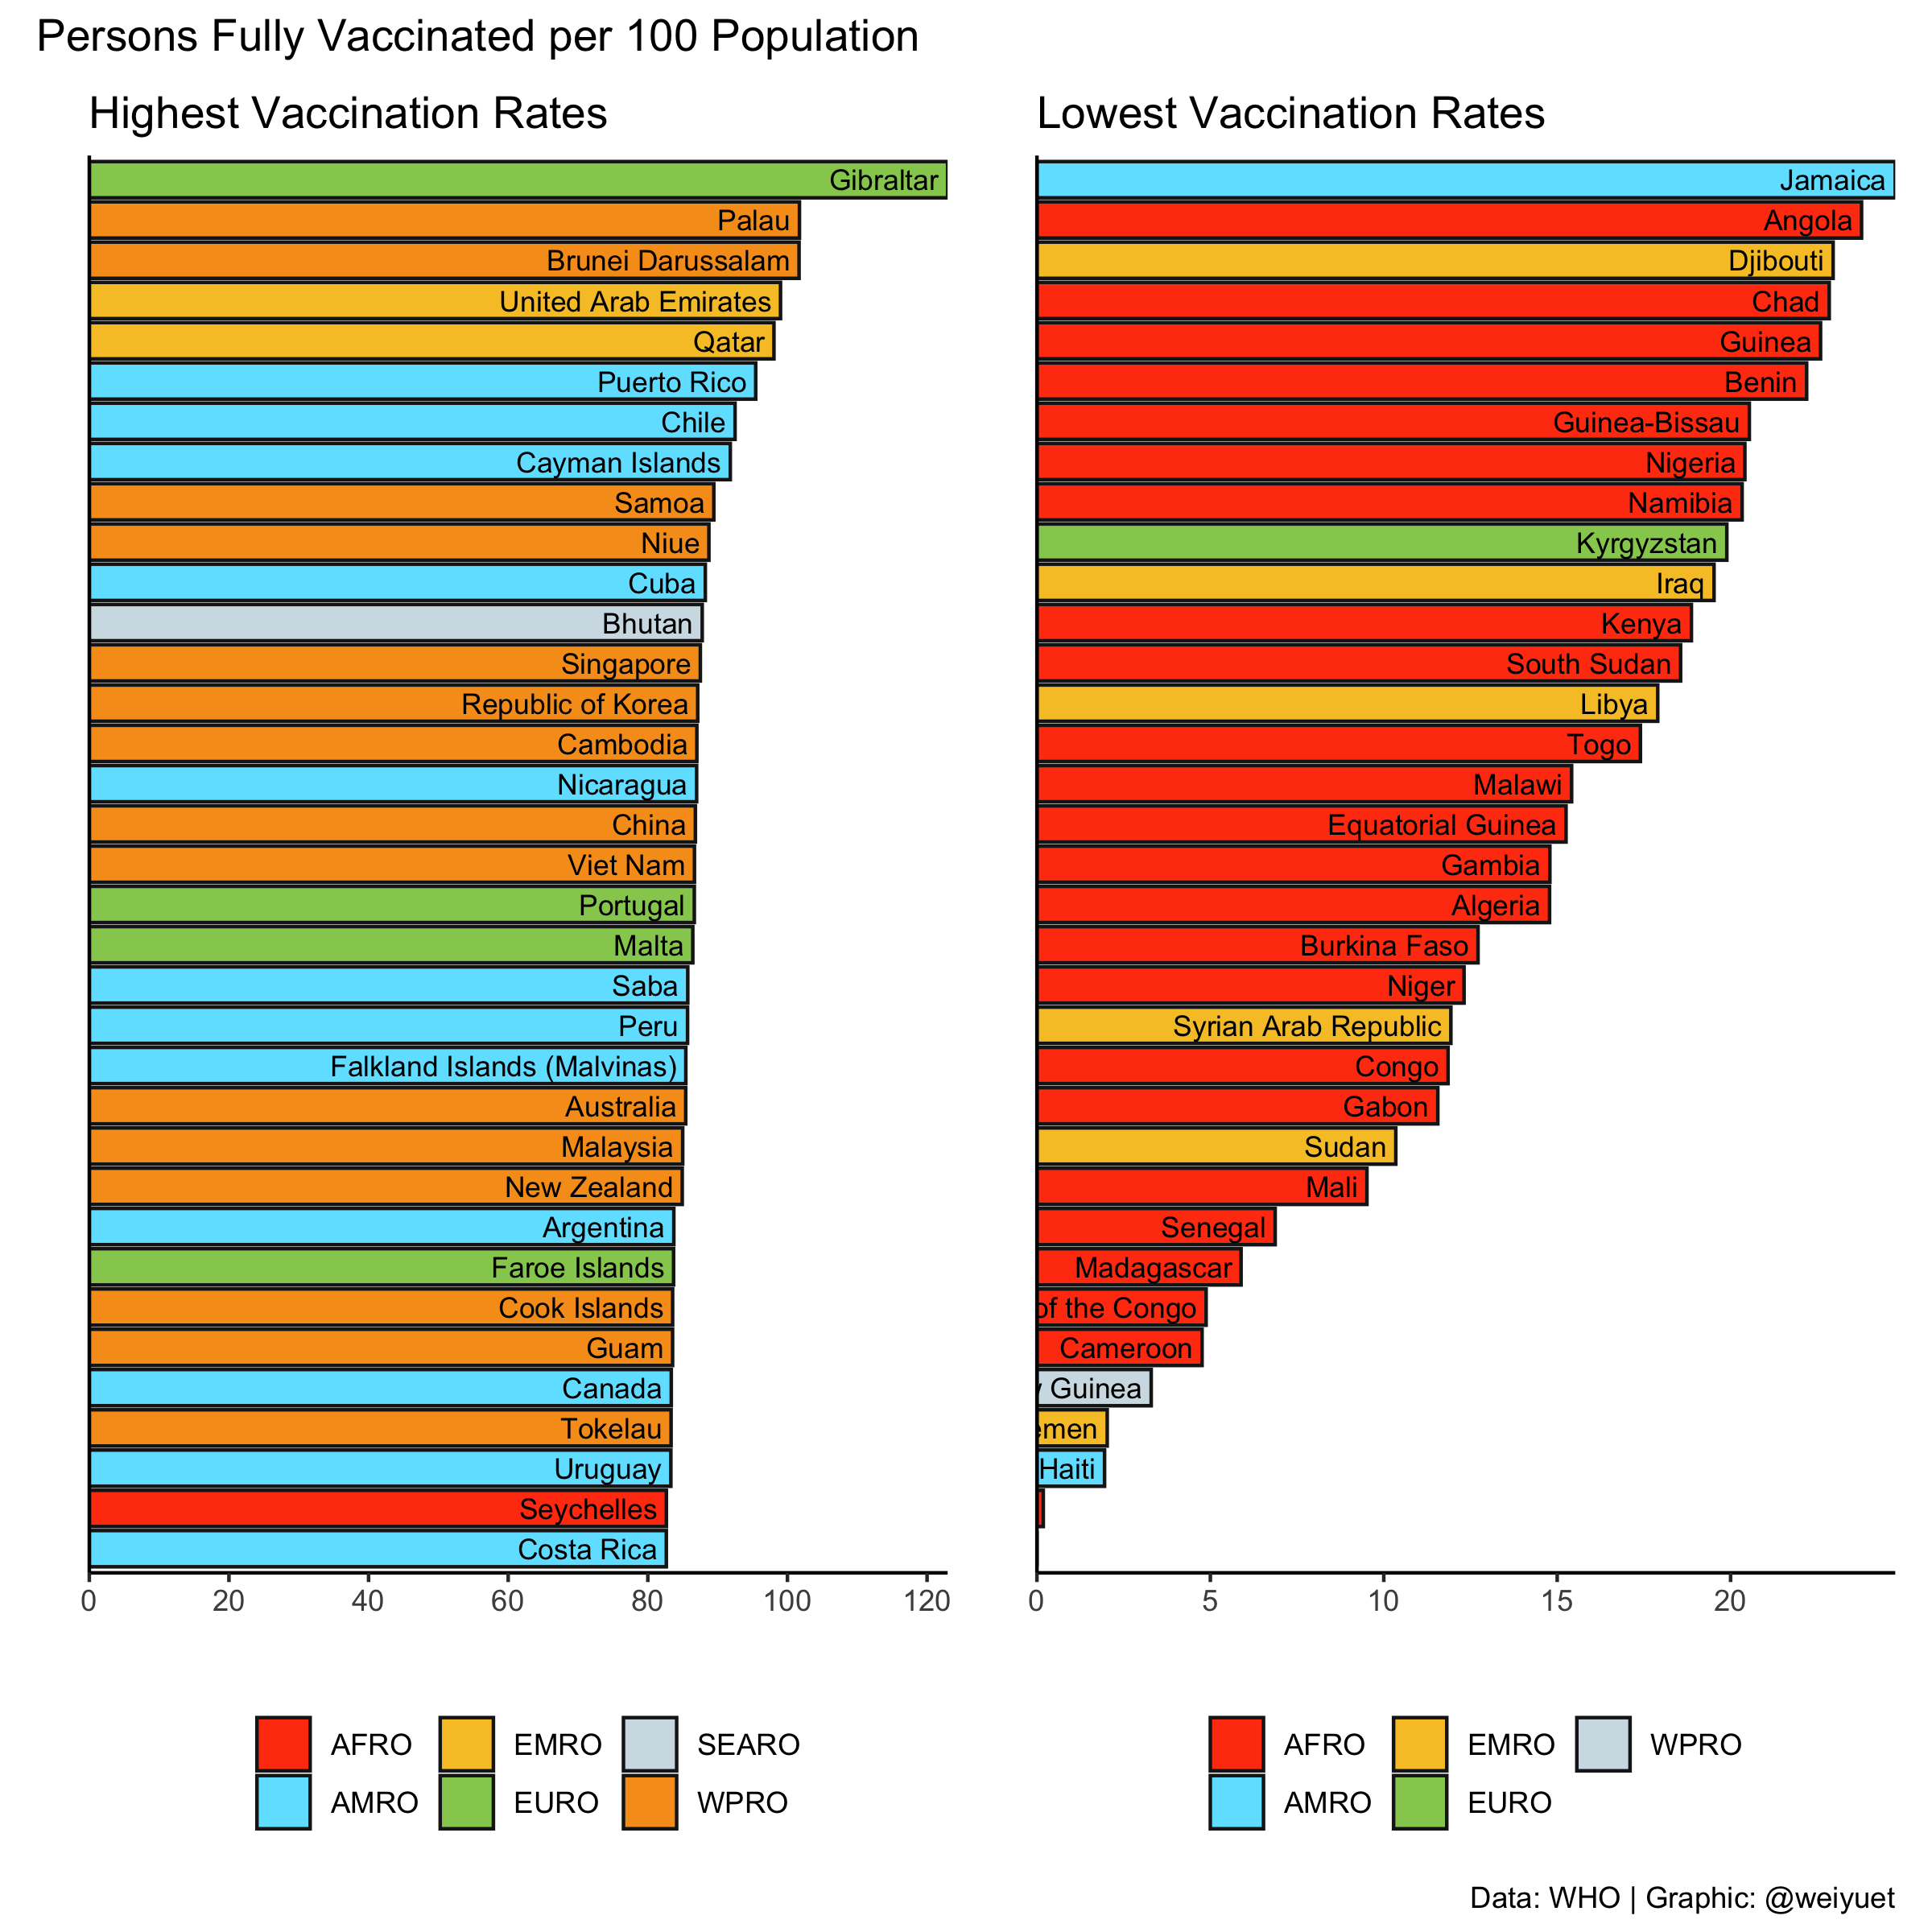 Persons Fully Vaccinated per 100 Population
Highest Vaccination Rates
Gibraltar
Palau
Brunei Darussalam
United Arab Emirates
Qatar
Puerto Rico
Chile
Cayman Islands
Samoa
Niue
Cuba
Bhutan
Singapore
Republic of Korea
Cambodia
Nicaragua
China
Viet Nam
Portugal
Malta
Saba
Peru
Falkland Islands (Malvinas)
Australia
Malaysia
New Zealand
Argentina
Faroe Islands
Cook Islands
Guam
Canada
Tokelau
Uruguay
Seychelles
Costa Rica
0 20 40 60 80 100 120
AFRO EMRO SEARO
AMRO EURO WPRO
Lowest Vaccination Rates
Jamaica
Angola
Djibouti
Chad
Guinea
Benin
Guinea-Bissau
Nigeria
Namibia
Kyrgyzstan
Iraq
Kenya
South Sudan
Libya
Togo
Malawi
Equatorial Guinea
Gambia
Algeria
Burkina Faso
Niger
Syrian Arab Republic
Congo
Gabon
Sudan
Mali
Senegal
Madagascar
of the Congo
Cameroon
Guinea
emen
Haiti
0 5 10 15 20
AFRO EMRO WPRO
AMRO EURO
Data: WHO | Graphic: @weiyuet